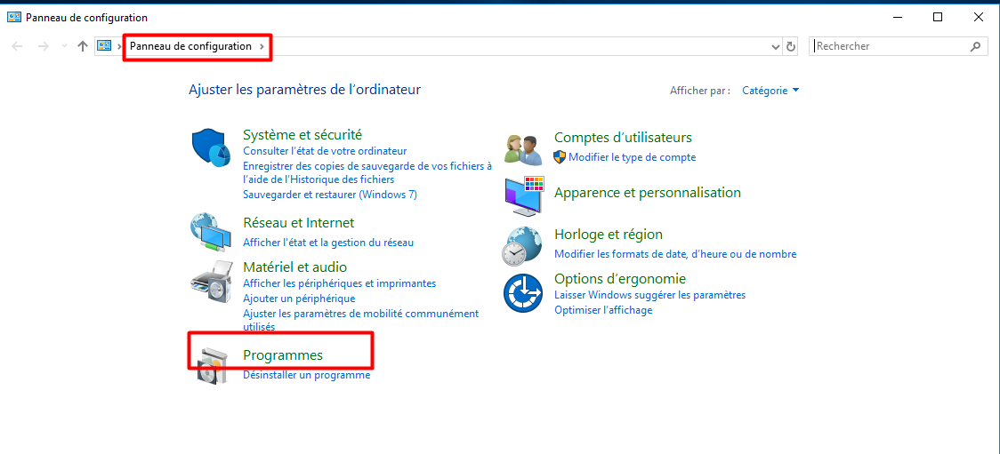 Panneau de configuration
Panneau de configuration
Rechercher
Ajuster les paramètres de l'ordinateur
Afficher par :
Catégorie
Système et sécurité
Consulter l'état de votre ordinateur
Enregistrer des copies de sauvegarde de vos fichiers à
l'aide de l'Historique des fichiers
Sauvegarder et restaurer (Windows 7)
Réseau et Internet
Afficher l'état et la gestion du réseau
Matériel et audio
Afficher les périphériques et imprimantes
Ajouter un périphérique
Ajuster les paramètres de mobilité communément
utilisés
Programmes
Désinstaller un programme
Comptes d'utilisateurs
Modifier le type de compte
Apparence et personnalisation
Horloge et région
Modifier les formats de date, d'heure ou de nombre
Options d'ergonomie
Laisser Windows suggérer les paramètres
Optimiser l'affichage